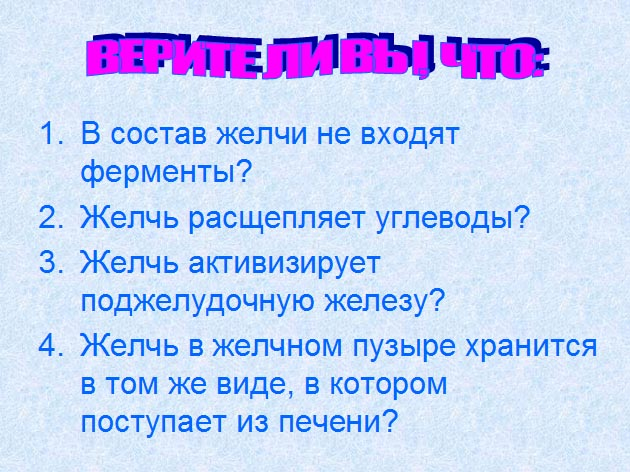 ВЕРИТЕ ЛИ ВЫ, ЧТО:
1. В состав желчи не входят
ферменты?
2. Желчь расщепляет углеводы?
3. Желчь активизирует
поджелудочную железу?
4. Желчь в желчном пузыре хранится
в том же виде, в котором
поступает из печени?